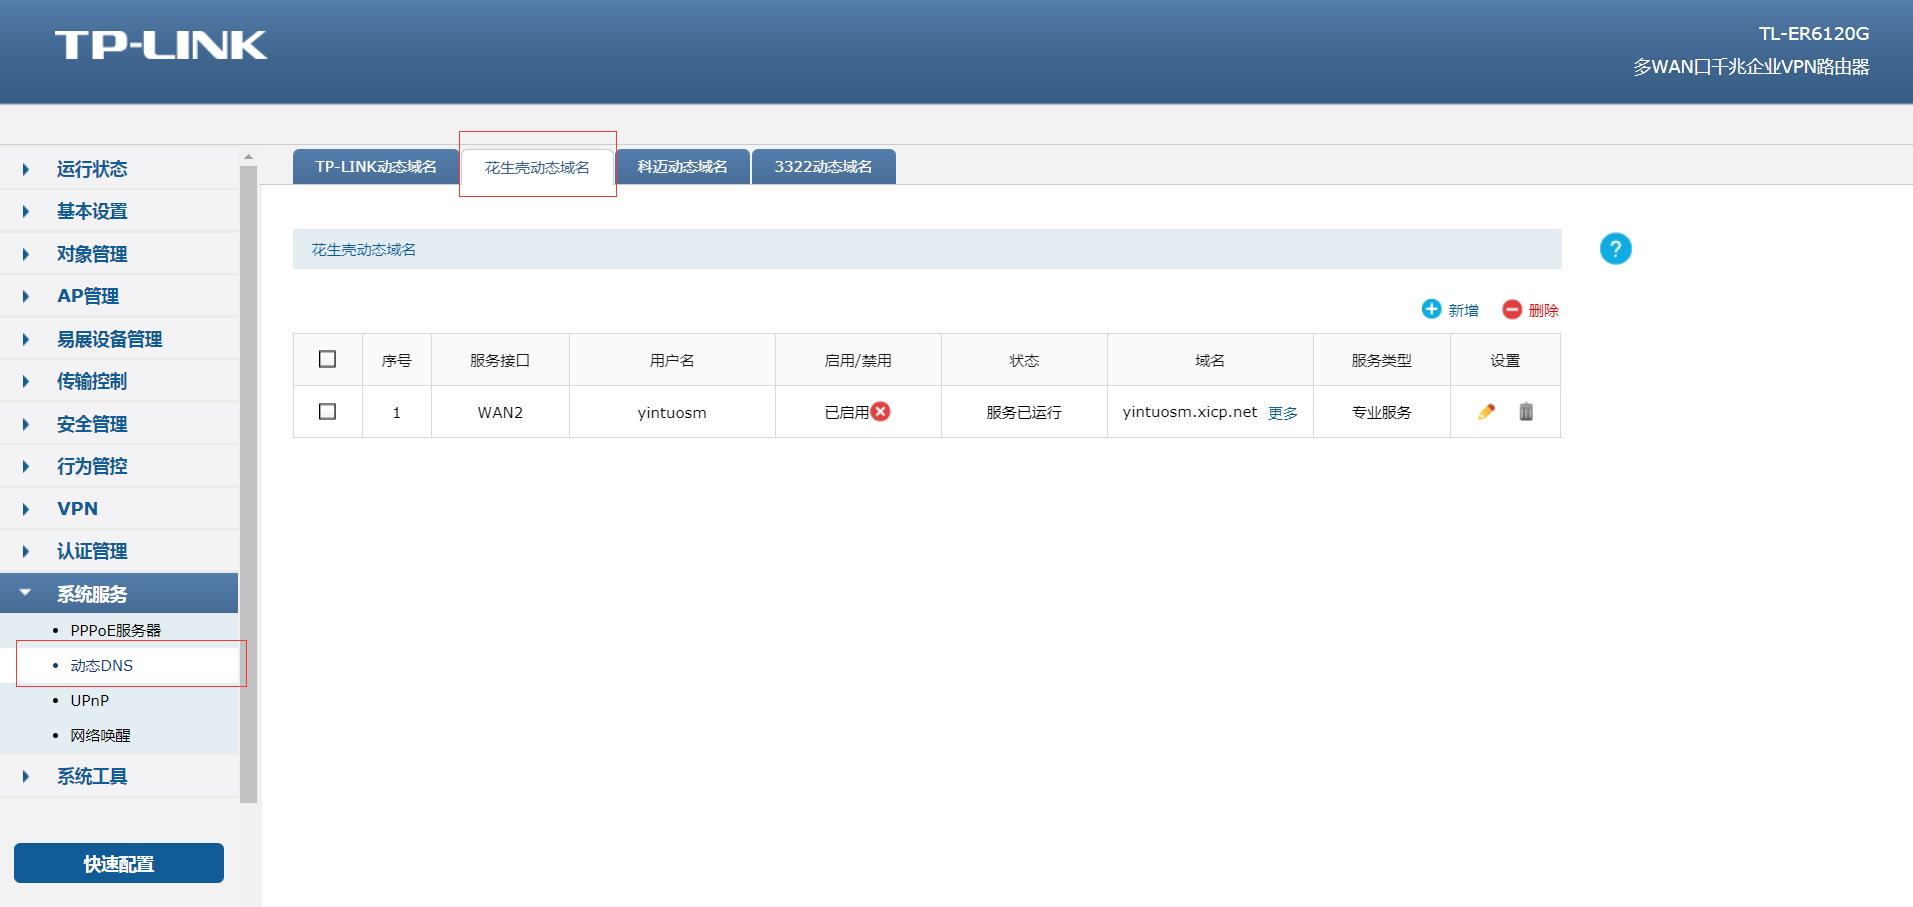 TP-LINK
TL-ER6120G
多WAN口千兆企业VPN路由器
运行状态
基本设置
对象管理
AP管理
易展设备管理
传输控制
安全管理
行为管控
VPN
认证管理
系统服务
PPPoE服务器
动态DNS
UPnP
网络唤醒
系统工具
快速配置
TP-LINK动态域名 花生壳动态域名 科迈动态域名 3322动态域名
花生壳动态域名
?
新增 删除
序号 服务接口 用户名 启用/禁用 状态 域名 服务类型 设置
1 WAN2 yintuosm 已启用 服务已运行 yintuosm.xicp.net 更多 专业服务